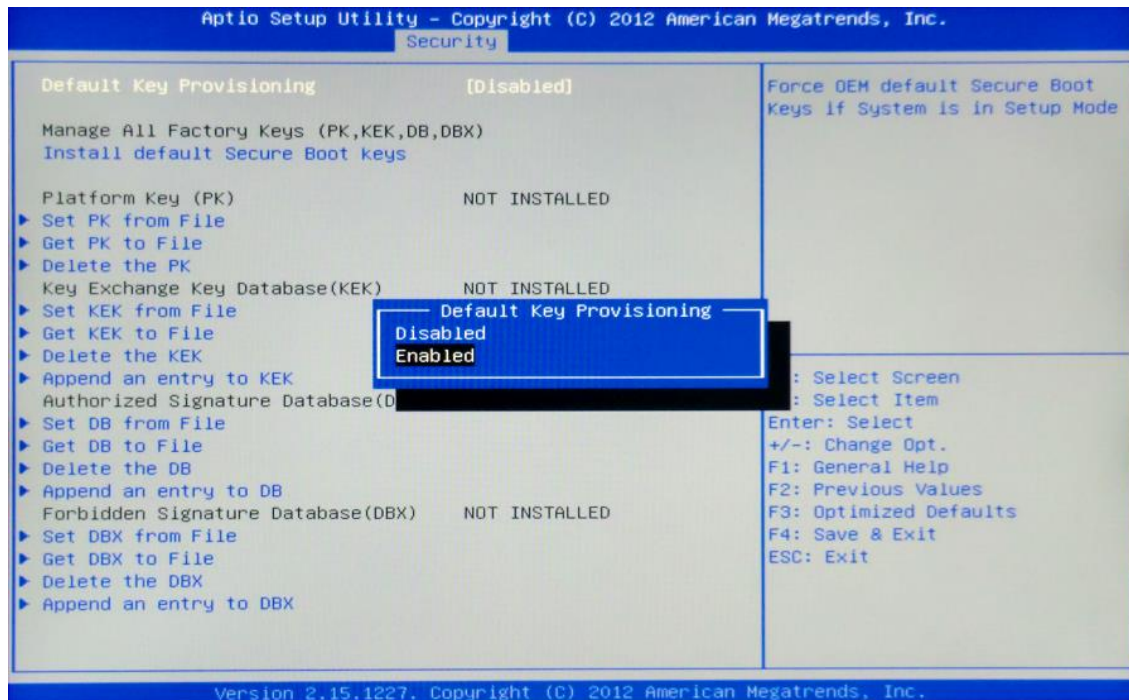 Aptio Setup Utility – Copyright (C) 2012 American Megatrends, Inc.
Security
Default Key Provisioning [Disabled]
Manage All Factory Keys (PK,KEK,DB,DBX)
Install default Secure Boot keys
Platform Key (PK) NOT INSTALLED
Set PK from File
Get PK to File
Delete the PK
Key Exchange Key Database(KEK) NOT INSTALLED
Set KEK from File
Get KEK to File
Delete the KEK
Append an entry to KEK
Authorized Signature Database(D
Set DB from File
Get DB to File
Delete the DB
Append an entry to DB
Forbidden Signature Database(DBX) NOT INSTALLED
Set DBX from File
Get DBX to File
Delete the DBX
Append an entry to DBX
Default Key Provisioning
Disabled
Enabled
Force OEM default Secure Boot
Keys if System is in Setup Mode
: Select Screen
: Select Item
Enter: Select
+/-: Change Opt.
F1: General Help
F2: Previous Values
F3: Optimized Defaults
F4: Save & Exit
ESC: Exit
Version 2.15.1227. Copyright (C) 2012 American Megatrends, Inc.